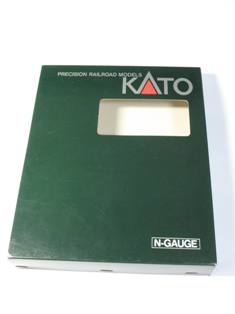 PRECISION RAILROAD MODELS
KATO
N-GAUGE